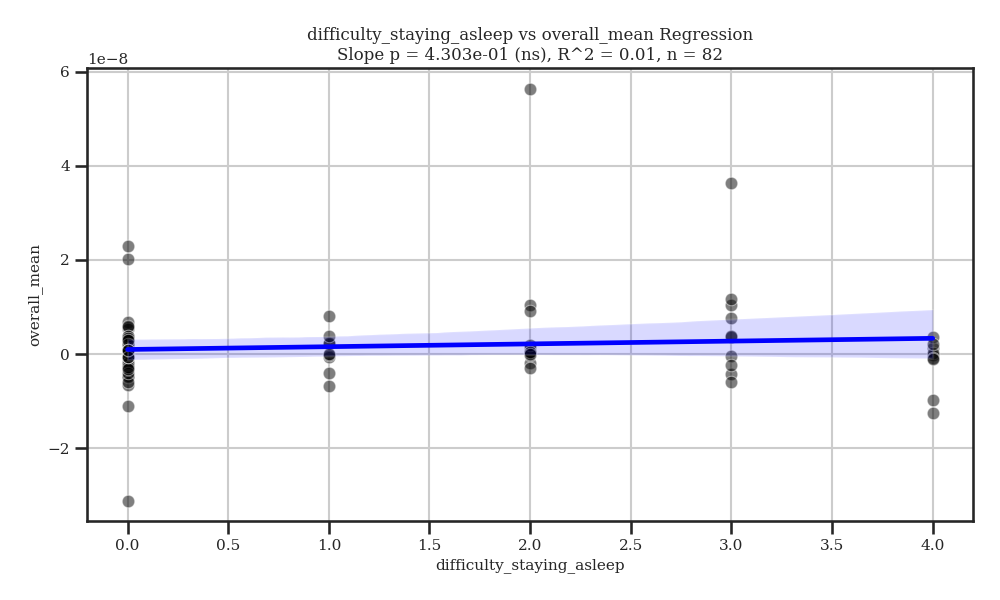 difficulty_staying_asleep vs overall_mean Regression
Slope p = 4.303e-01 (ns), R^2 = 0.01, n = 82
1e−8
6
4
2
0
−2
overall_mean
0.0 0.5 1.0 1.5 2.0 2.5 3.0 3.5 4.0
difficulty_staying_asleep